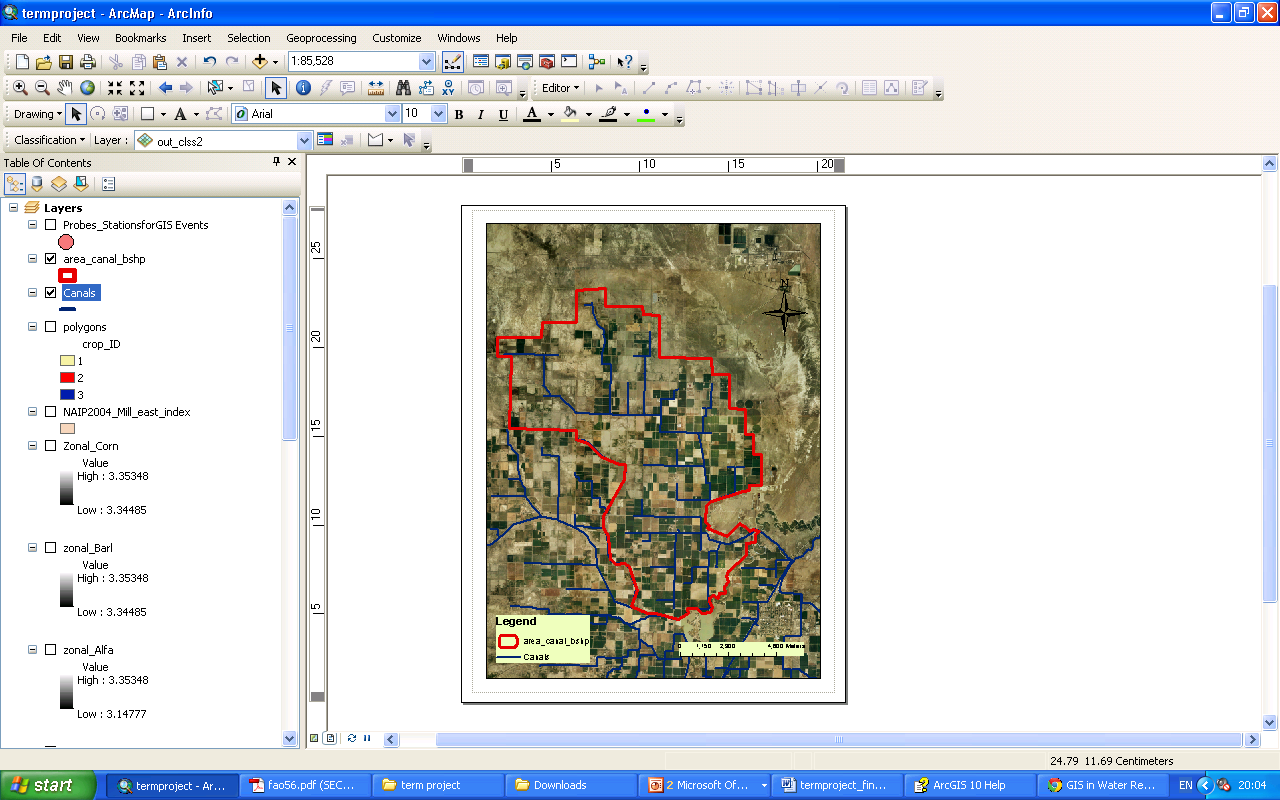 termproject - ArcMap - ArcInfo
File Edit View Bookmarks Insert Selection Geoprocessing Customize Windows Help
1:85,528
Editor
Drawing A Arial 10 B I U A
Classification Layer : out_clss2
Table Of Contents
5 10 15 20
Layers
Probes_StationsforGIS Events
area_canal_bshp
Canals
polygons
crop_ID
1
2
3
NAIP2004_Mill_east_index
Zonal_Corn
Value
High : 3.35348
Low : 3.34485
zonal_Barl
Value
High : 3.35348
Low : 3.34485
zonal_Alfa
Value
High : 3.35348
Low : 3.14777
25
20
15
10
5
N
Legend
area_canal_bshp
Canals
0 1,150 2,300 4,600 Meters
24.79 11.69 Centimeters
start termproject - Ar... fao56.pdf (SEC... term project Downloads 2 Microsoft Of... termproject_fin... ArcGIS 10 Help GIS in Water Re... EN 20:04